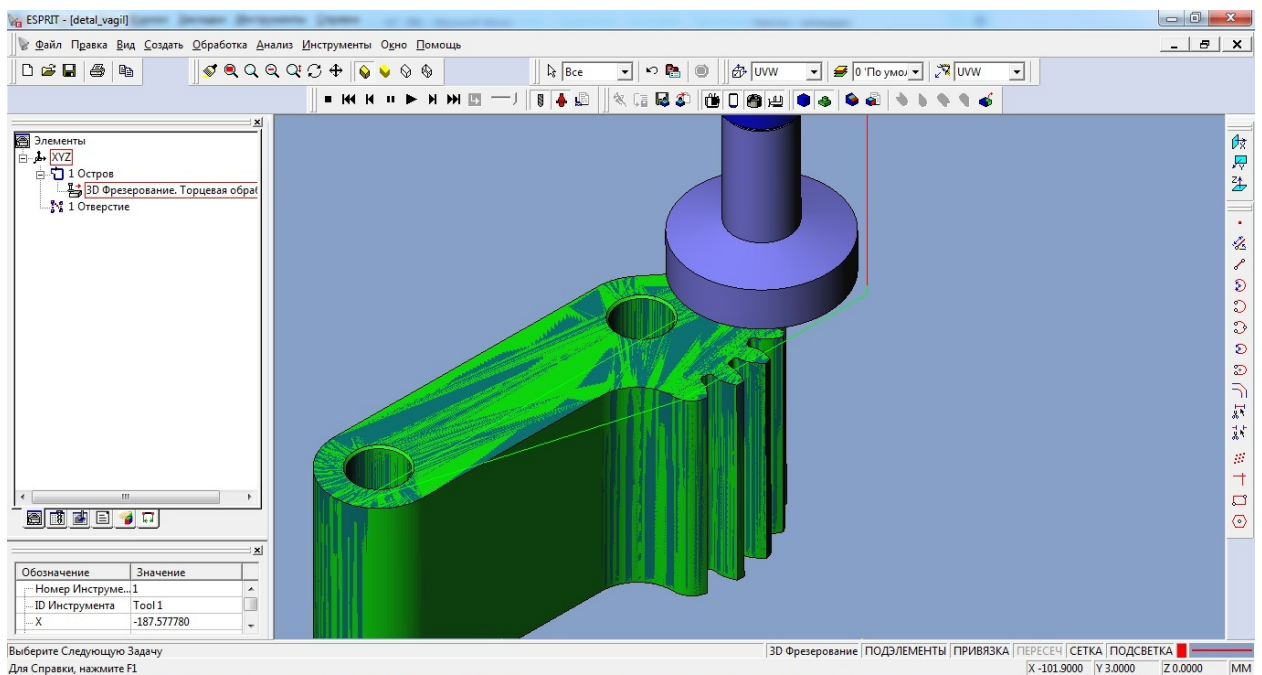 ESPRIT - [detal_vagil]
Файл Правка Вид Создать Обработка Анализ Инструменты Окно Помощь
Все UVW 0 'По умол UVW
Элементы
XYZ
1 Остров
3D Фрезерование. Торцевая обраб
1 Отверстие
Обозначение Значение
Номер Инструме... 1
ID Инструмента Tool 1
X -187.577780
Выберите Следующую Задачу
3D Фрезерование ПОДЭЛЕМЕНТЫ ПРИВЯЗКА ПЕРЕСЕЧ СЕТКА ПОДСВЕТКА
Для Справки, нажмите F1
X -101.9000 Y 3.0000 Z 0.0000 MM